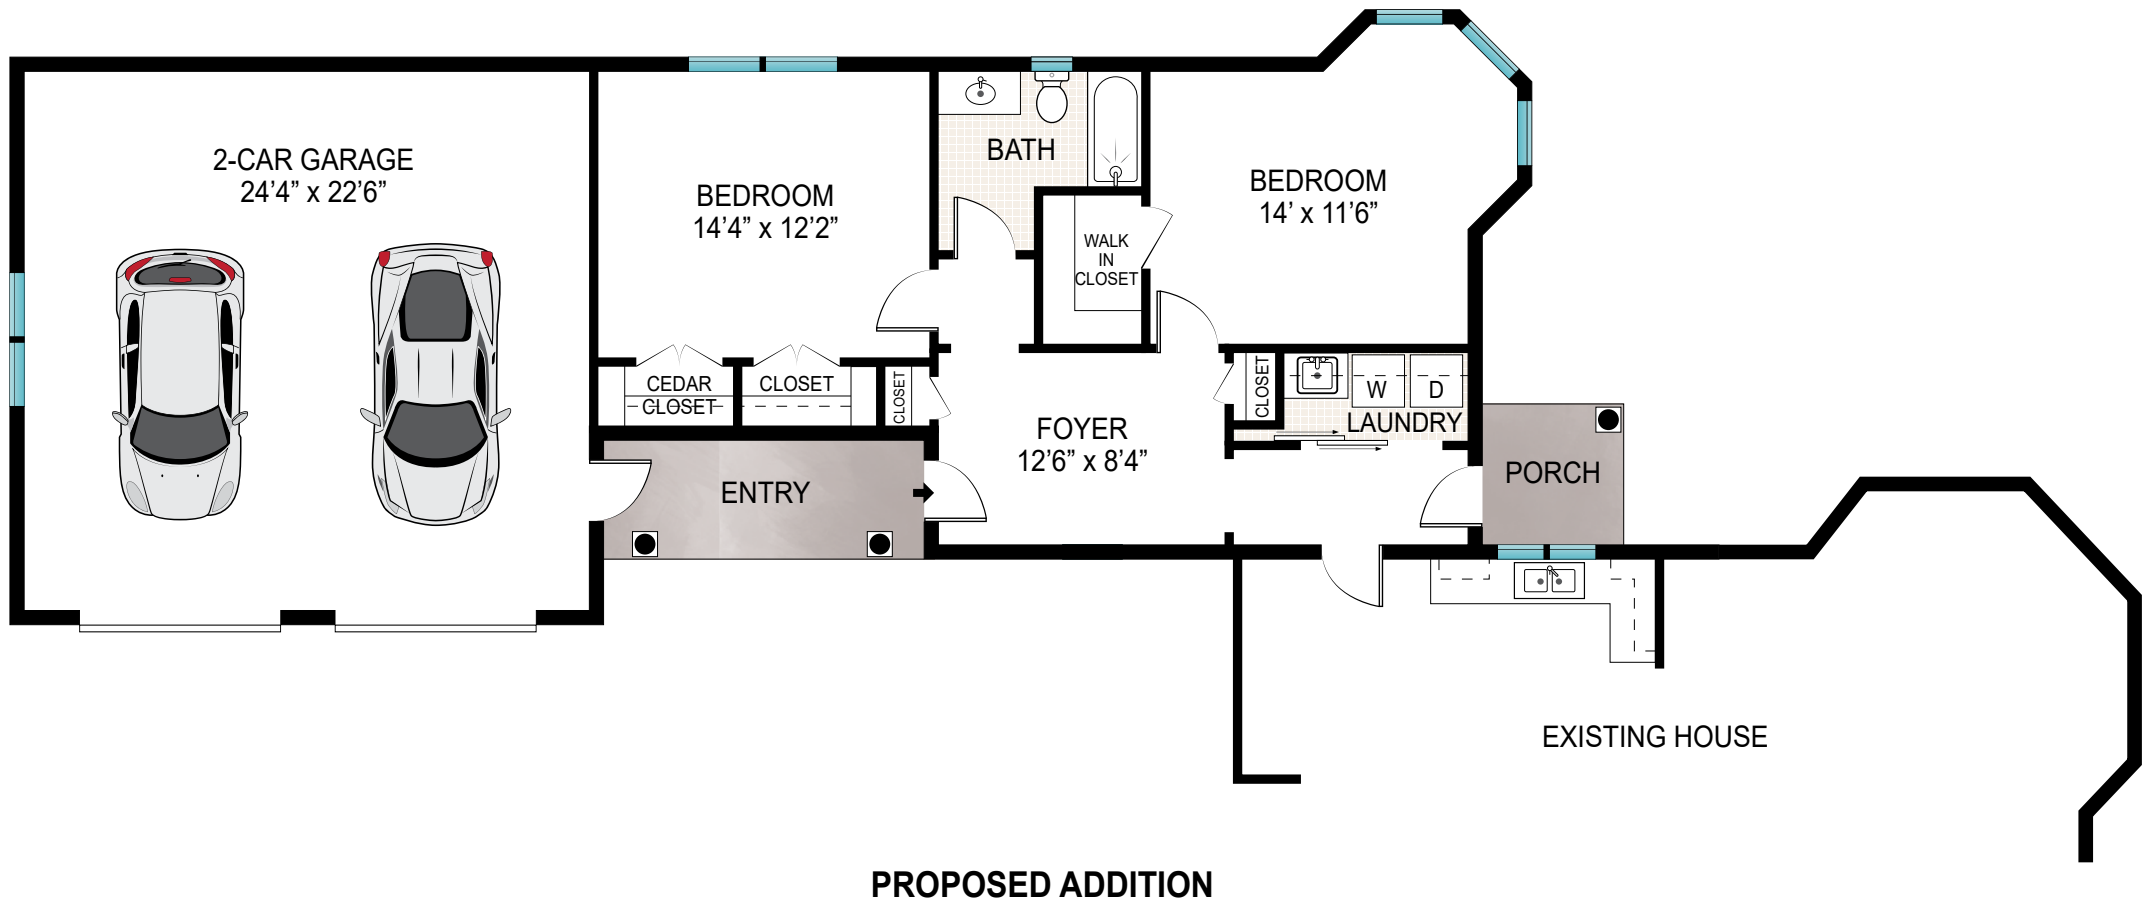 2-CAR GARAGE
24’4” x 22’6”
BEDROOM
14’4” x 12’2”
BATH
BEDROOM
14’ x 11’6”
WALK
IN
CLOSET
CEDAR
CLOSET
CLOSET
CLOSET
CLOSET
W
D
LAUNDRY
FOYER
12’6” x 8’4”
ENTRY
PORCH
EXISTING HOUSE
PROPOSED ADDITION